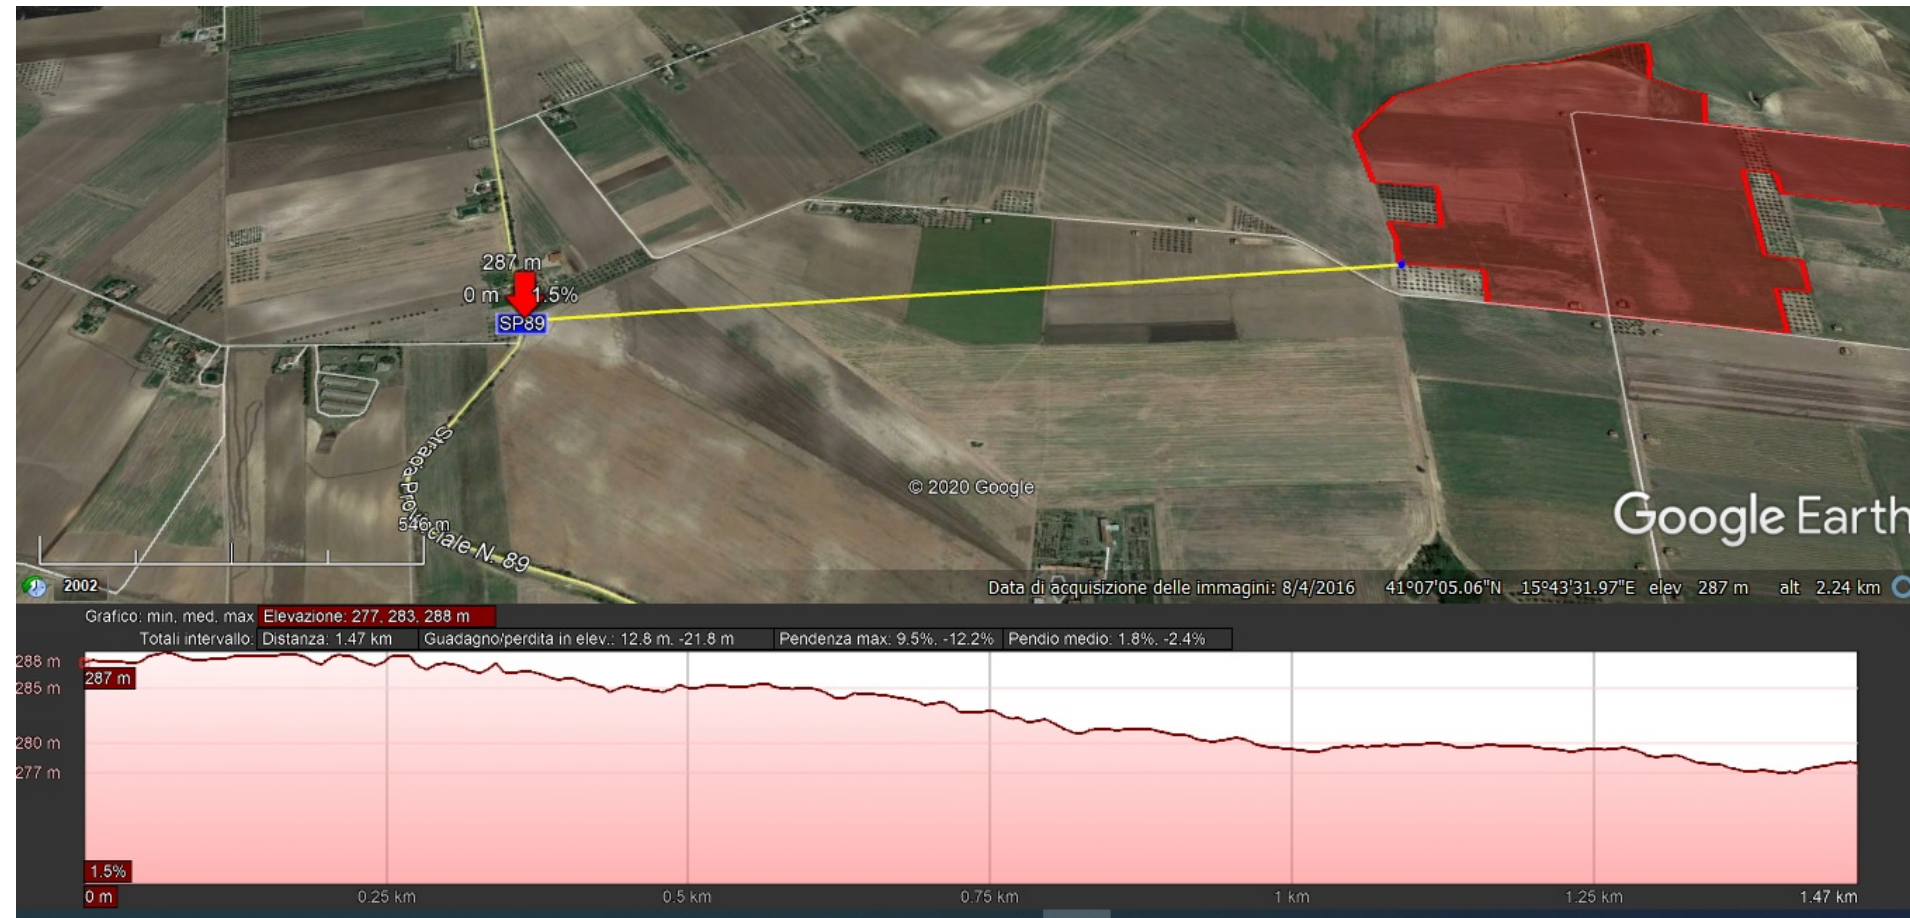 287 m
0 m
1.5%
SP89
Strada Provinciale N. 89
© 2020 Google
Google Earth
546 m
2002
Data di acquisizione delle immagini: 8/4/2016 41°07'05.06"N 15°43'31.97"E elev 287 m alt 2.24 km
Grafico: min, med. max Elevazione: 277, 283, 288 m
Totali intervallo: Distanza: 1.47 km Guadagno/perdita in elev.: 12.8 m, -21.8 m Pendenza max: 9.5%, -12.2% Pendio medio: 1.8%, -2.4%
288 m
287 m
285 m
280 m
277 m
1.5%
0 m 0.25 km 0.5 km 0.75 km 1 km 1.25 km 1.47 km